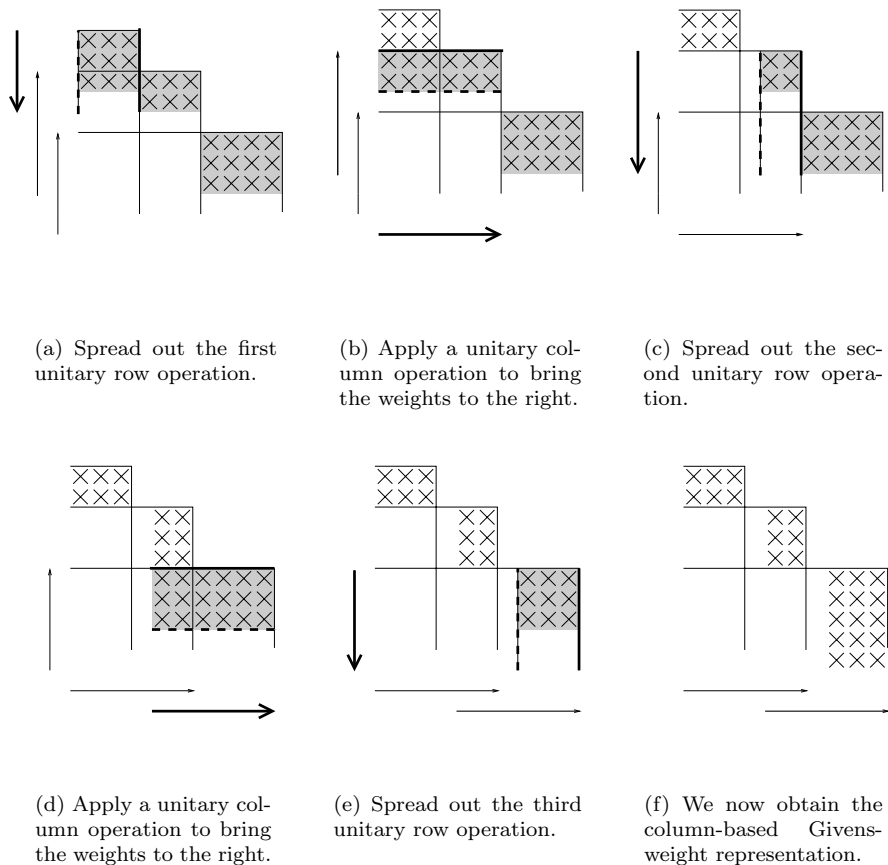 (a) Spread out the first
unitary row operation.
(b) Apply a unitary col-
umn operation to bring
the weights to the right.
(c) Spread out the sec-
ond unitary row opera-
tion.
(d) Apply a unitary col-
umn operation to bring
the weights to the right.
(e) Spread out the third
unitary row operation.
(f) We now obtain the
column-based Givens-
weight representation.